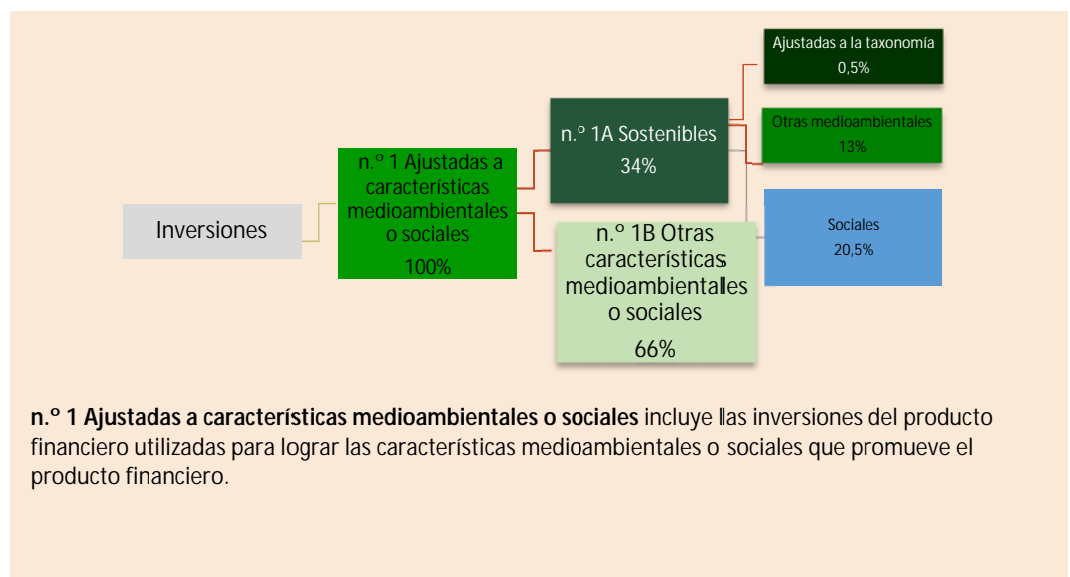 Inversiones
n.º 1 Ajustadas a
características
medioambientales
o sociales
100%
n.º 1A Sostenibles
34%
n.º 1B Otras
características
medioambientales
o sociales
66%
Ajustadas a la taxonomía
0,5%
Otras medioambientales
13%
Sociales
20,5%
n.º 1 Ajustadas a características medioambientales o sociales incluye las inversiones del producto
financiero utilizadas para lograr las características medioambientales o sociales que promueve el
producto financiero.